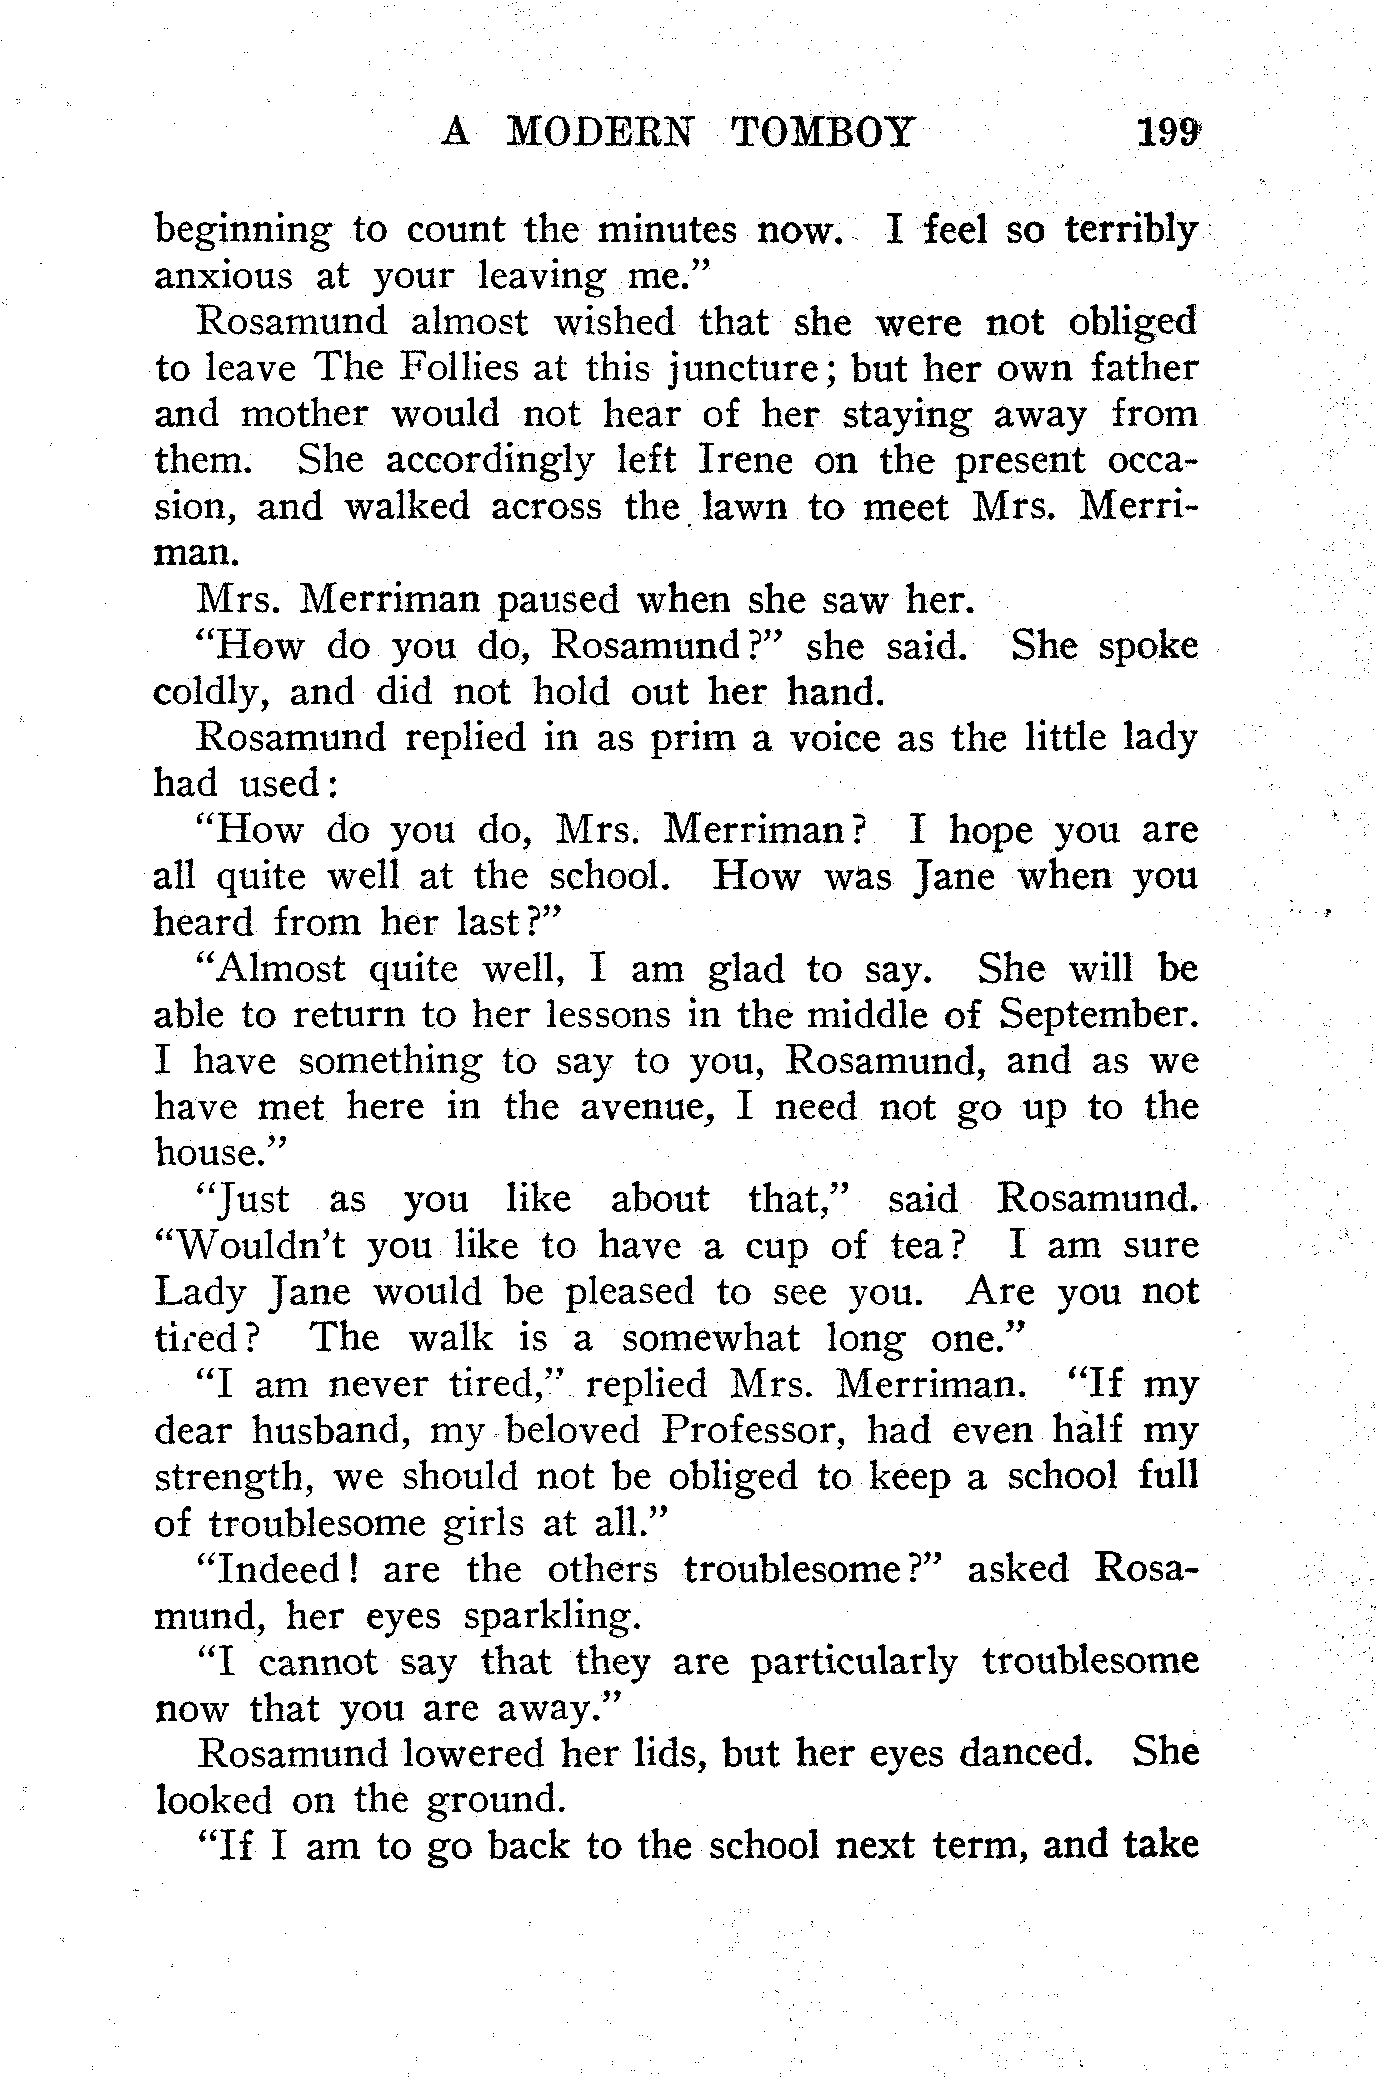 A MODERN TOMBOY 199
beginning to count the minutes now. I feel so terribly
anxious at your leaving me."
Rosamund almost wished that she were not obliged
to leave The Follies at this juncture; but her own father
and mother would not hear of her staying away from
them. She accordingly left Irene on the present occa-
sion, and walked across the lawn to meet Mrs. Merri-
man.
Mrs. Merriman paused when she saw her.
"How do you do, Rosamund?" she said. She spoke
coldly, and did not hold out her hand.
Rosamund replied in as prim a voice as the little lady
had used:
"How do you do, Mrs. Merriman? I hope you are
all quite well at the school. How was Jane when you
heard from her last?"
"Almost quite well, I am glad to say. She will be
able to return to her lessons in the middle of September.
I have something to say to you, Rosamund, and as we
have met here in the avenue, I need not go up to the
house."
"Just as you like about that," said Rosamund.
"Wouldn't you like to have a cup of tea? I am sure
Lady Jane would be pleased to see you. Are you not
tired? The walk is a somewhat long one."
"I am never tired," replied Mrs. Merriman. "If my
dear husband, my beloved Professor, had even half my
strength, we should not be obliged to keep a school full
of troublesome girls at all."
"Indeed! are the others troublesome?" asked Rosa-
mund, her eyes sparkling.
"I cannot say that they are particularly troublesome
now that you are away."
Rosamund lowered her lids, but her eyes danced. She
looked on the ground.
"If I am to go back to the school next term, and take